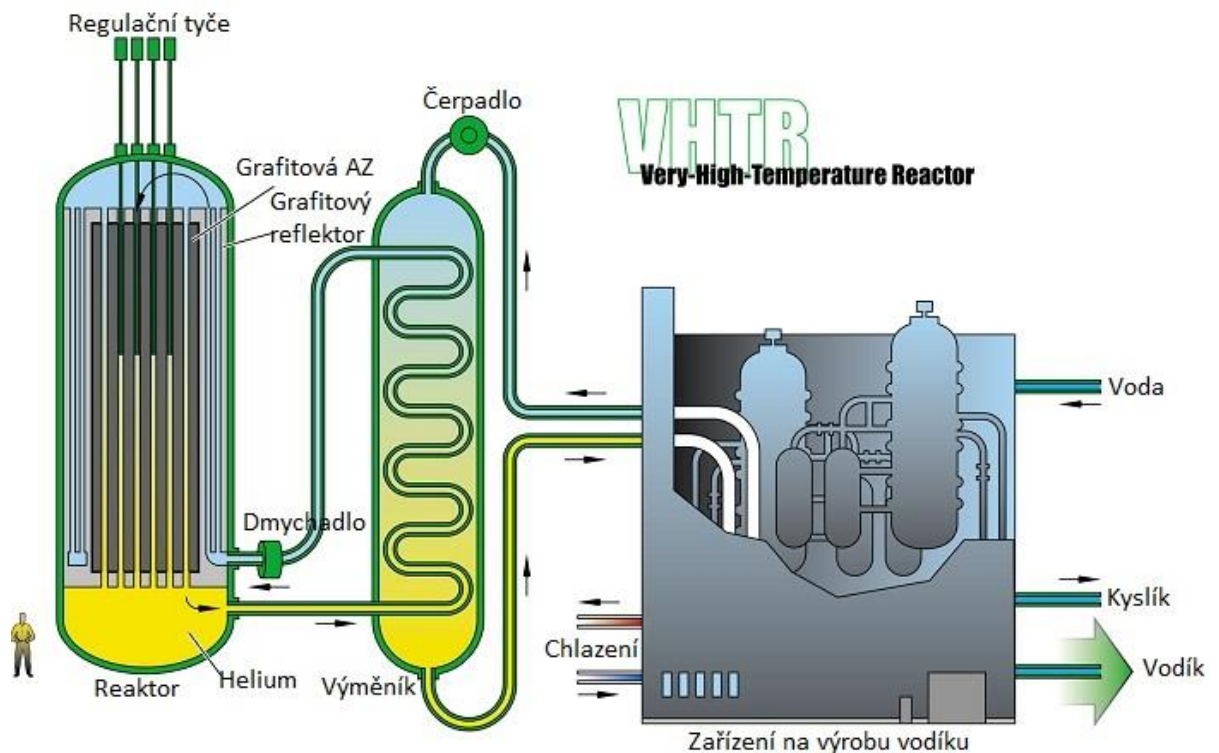 Regulační tyče
Čerpadlo
VHTR
Very-High-Temperature Reactor
Grafitová AZ
Grafitový
reflektor
Voda
Dmychadlo
Kyslík
Chlazení
Vodík
Helium
Reaktor
Výměník
Zařízení na výrobu vodíku